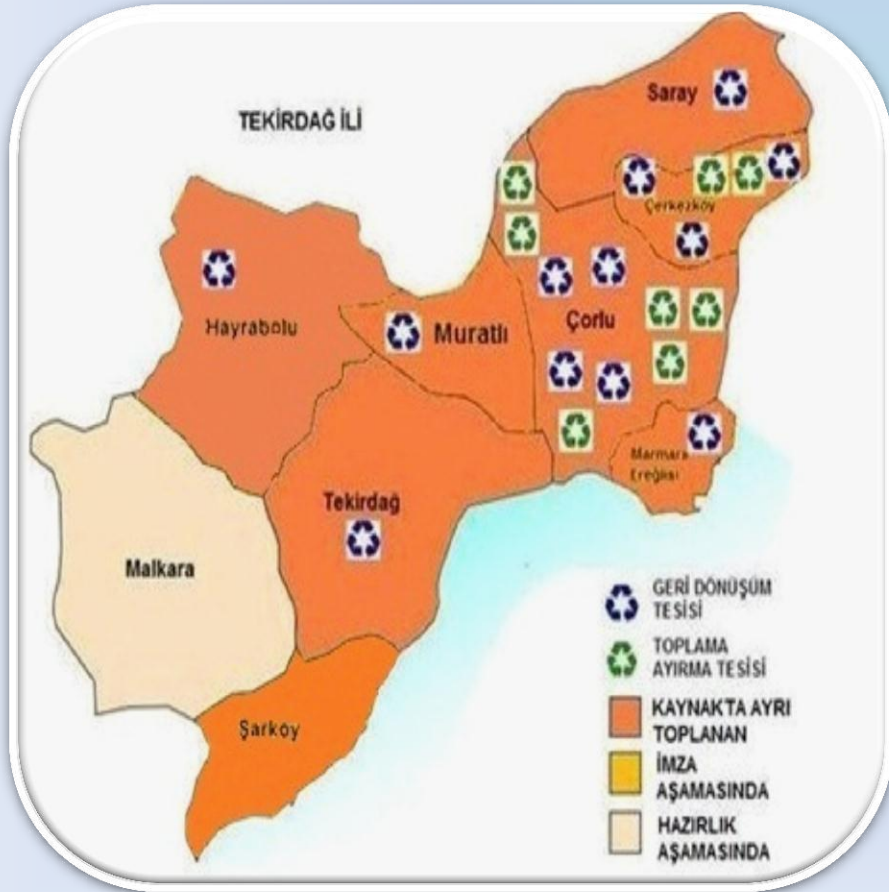 TEKİRDAĞ İLİ
Saray
Çerkezköy
Hayrabolu
Muratlı
Çorlu
Marmara
Ereğlisi
Tekirdağ
Malkara
Şarköy
GERİ DÖNÜŞÜM
TESİSİ
TOPLAMA
AYIRMA TESİSİ
KAYNAKTA AYRI
TOPLANAN
İMZA
AŞAMASINDA
HAZIRLIK
AŞAMASINDA